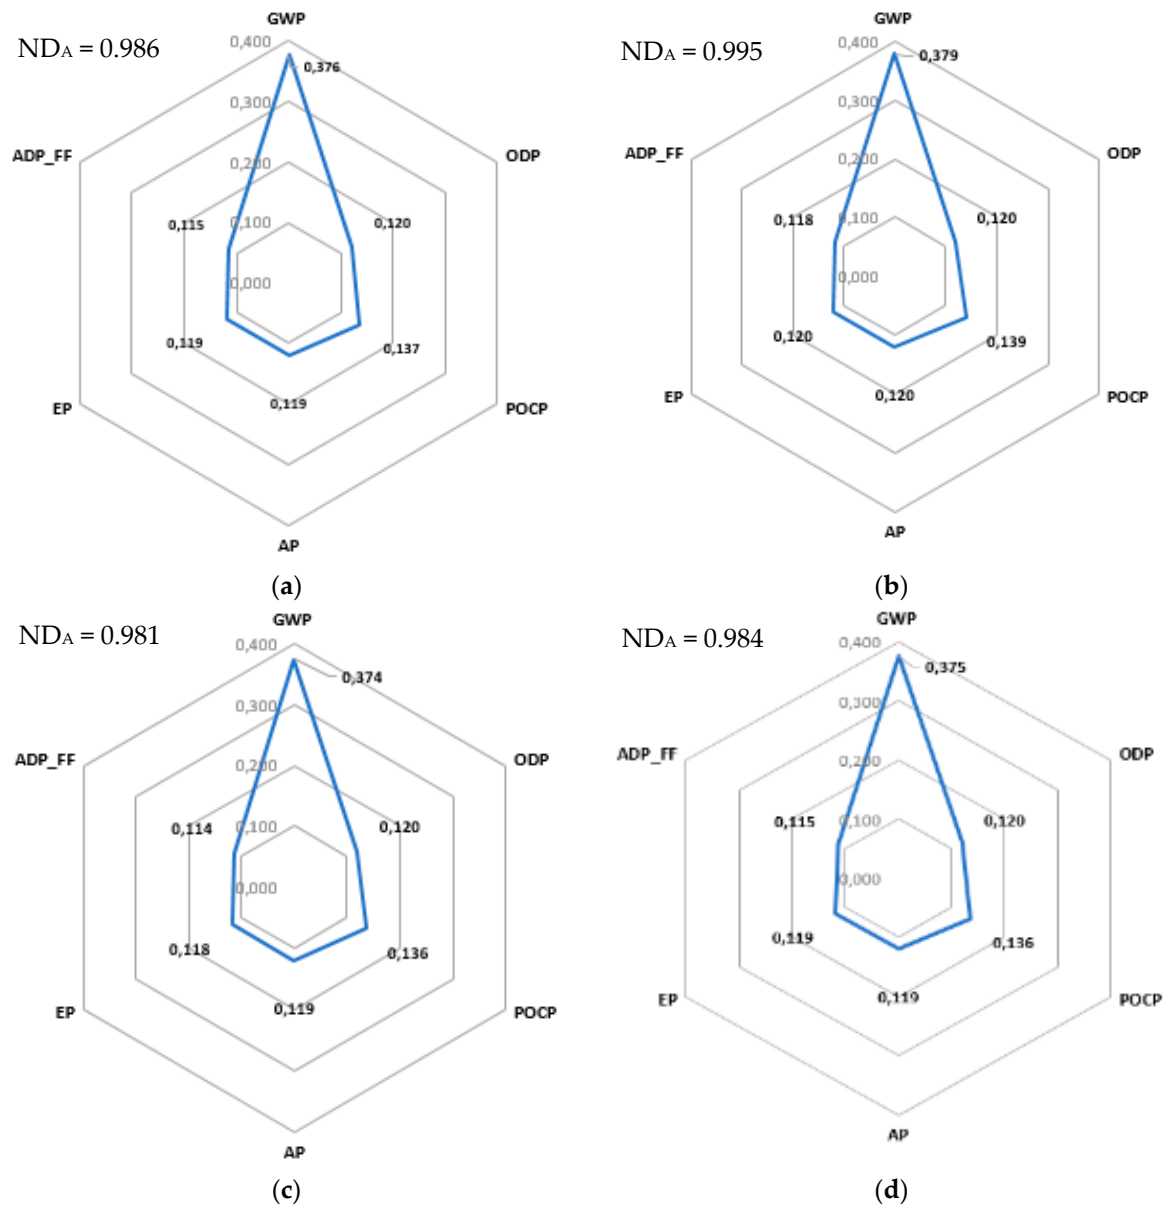 GWP
ND_A = 0.986
0,400
0,376
0,300
ADP_FF
0,200
ODP
0,115
0,100
0,120
0,000
0,119
0,137
EP
0,119
POCP
AP
(a)
GWP
ND_A = 0.995
0,400
0,379
0,300
ADP_FF
0,200
ODP
0,118
0,100
0,120
0,000
0,120
0,139
EP
0,120
POCP
AP
(b)
GWP
ND_A = 0.981
0,400
0,374
0,300
ADP_FF
0,200
ODP
0,114
0,100
0,120
0,000
0,118
0,136
EP
0,119
POCP
AP
(c)
GWP
ND_A = 0.984
0,400
0,375
0,300
ADP_FF
0,200
ODP
0,115
0,100
0,120
0,000
0,119
0,136
EP
0,119
POCP
AP
(d)